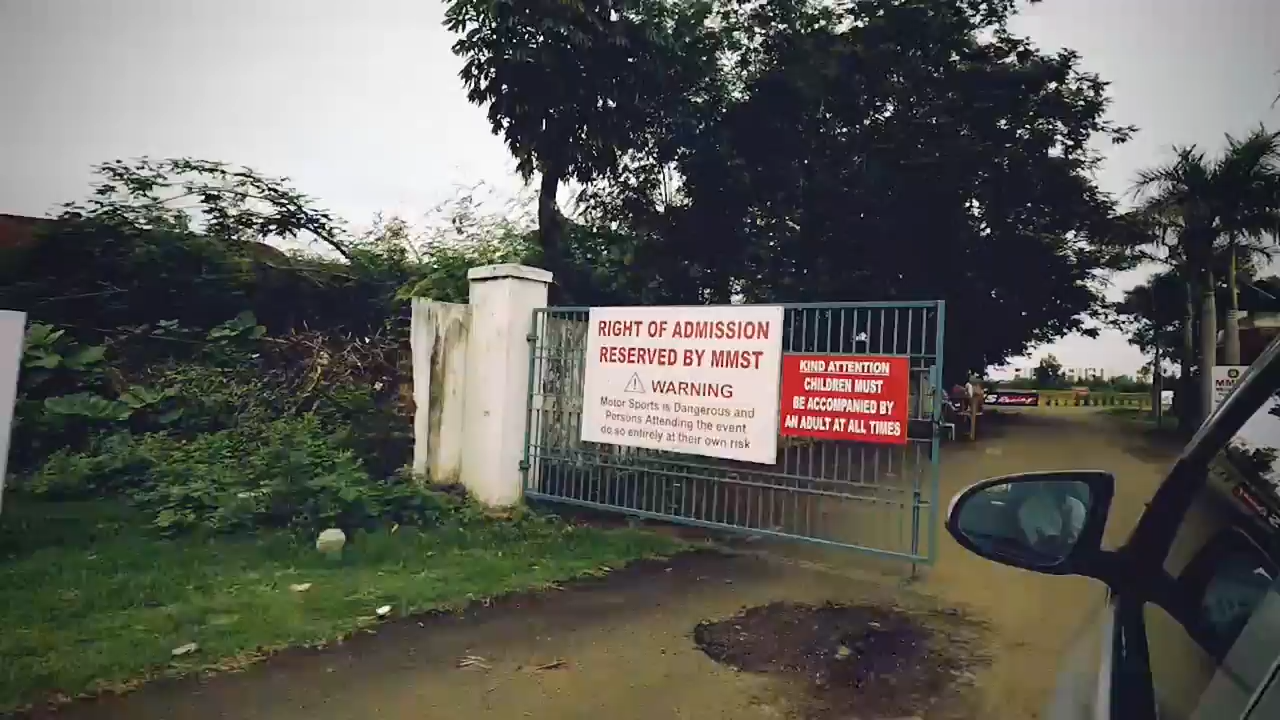 RIGHT OF ADMISSION
RESERVED BY MMST
WARNING
Motor Sports is Dangerous and
Persons Attending the event
do so entirely at their own risk
KIND ATTENTION
CHILDREN MUST
BE ACCOMPANIED BY
AN ADULT AT ALL TIMES
Racing